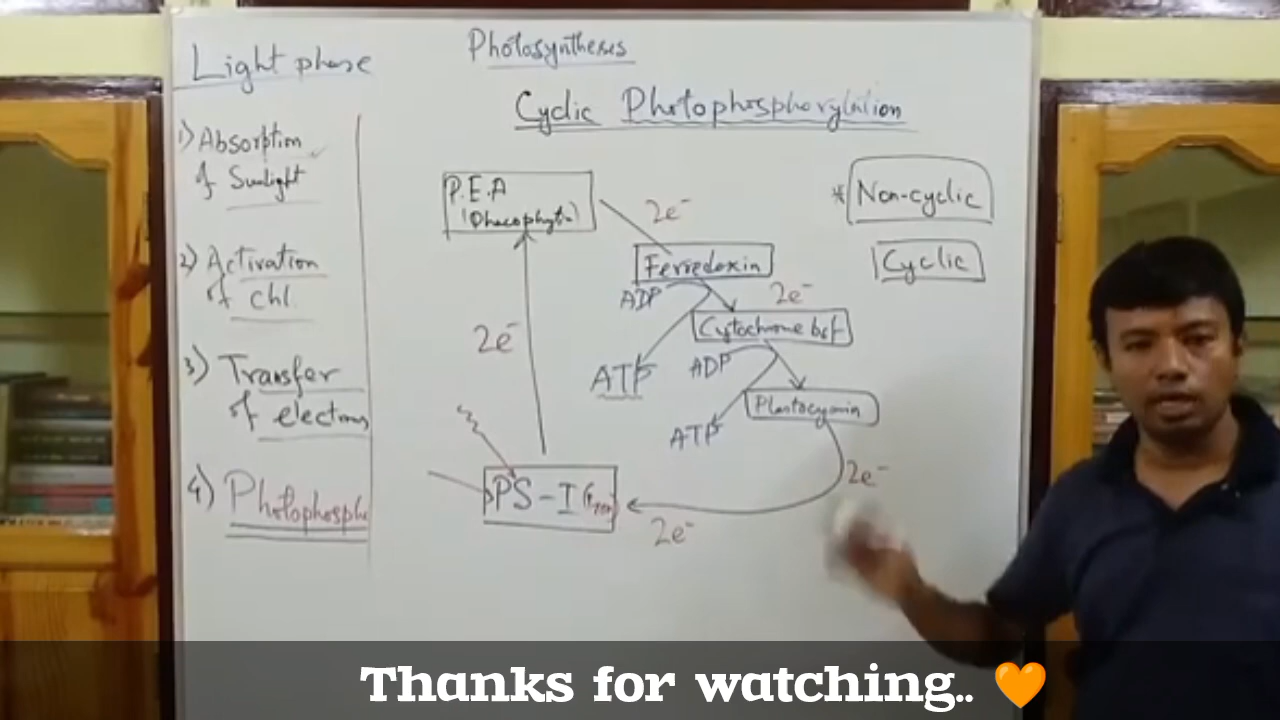 Light phase
Photosynthesis
Cyclic Photophosphorylation
1) Absorption
of Sunlight
2) Activation
of Chl.
3) Transfer
of electrons
4) Photophospho
P.E.A
2e⁻
* Non-cyclic
Cyclic
Ferredoxin
ADP
2e⁻
Cytochrome b6f
2e⁻
ATP
ADP
Plastocyanin
ATP
PS-I
2e⁻
2e⁻
Thanks for watching.. 🧡